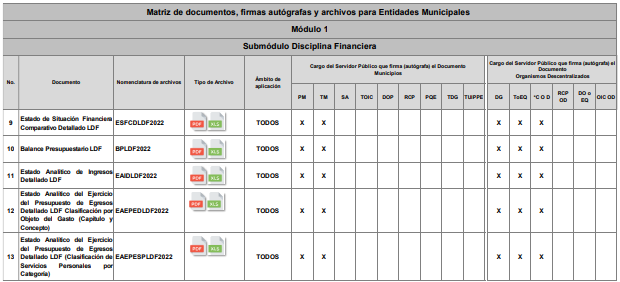 Matriz de documentos, firmas autógrafas y archivos para Entidades Municipales
Módulo 1
Submódulo Disciplina Financiera
No.
Documento
Nomenclatura de archivos
Tipo de Archivo
Ámbito de
aplicación
Cargo del Servidor Público que firma (autógrafa) el Documento
Municipios
Cargo del Servidor Público que firma (autógrafa) el
Documento
Organismos Descentralizados
PM TM SA TOIC DOP RCP PQE TDG TUIPPE DG ToEQ *C O D RCP
OD
DO o
EQ
OIC OD
9
Estado de Situación Financiera
Comparativo Detallado LDF
ESFCDLDF2022
PDF XLS
TODOS X X X X X
10 Balance Presupuestario LDF BPLDF2022 PDF XLS TODOS X X X X X
11
Estado Analítico de Ingresos
Detallado LDF
EAIDLDF2022
PDF XLS
TODOS X X X X X
12
Estado Analítico del Ejercicio
del Presupuesto de Egresos
Detallado LDF Clasificación por
Objeto del Gasto (Capítulo y
Concepto)
EAEPEDLDF2022
PDF XLS
TODOS X X X X X
13
Estado Analítico del Ejercicio
del Presupuesto de Egresos
Detallado LDF (Clasificación de
Servicios Personales por
Categoría)
EAEPESPLDF2022
PDF XLS
TODOS X X X X X